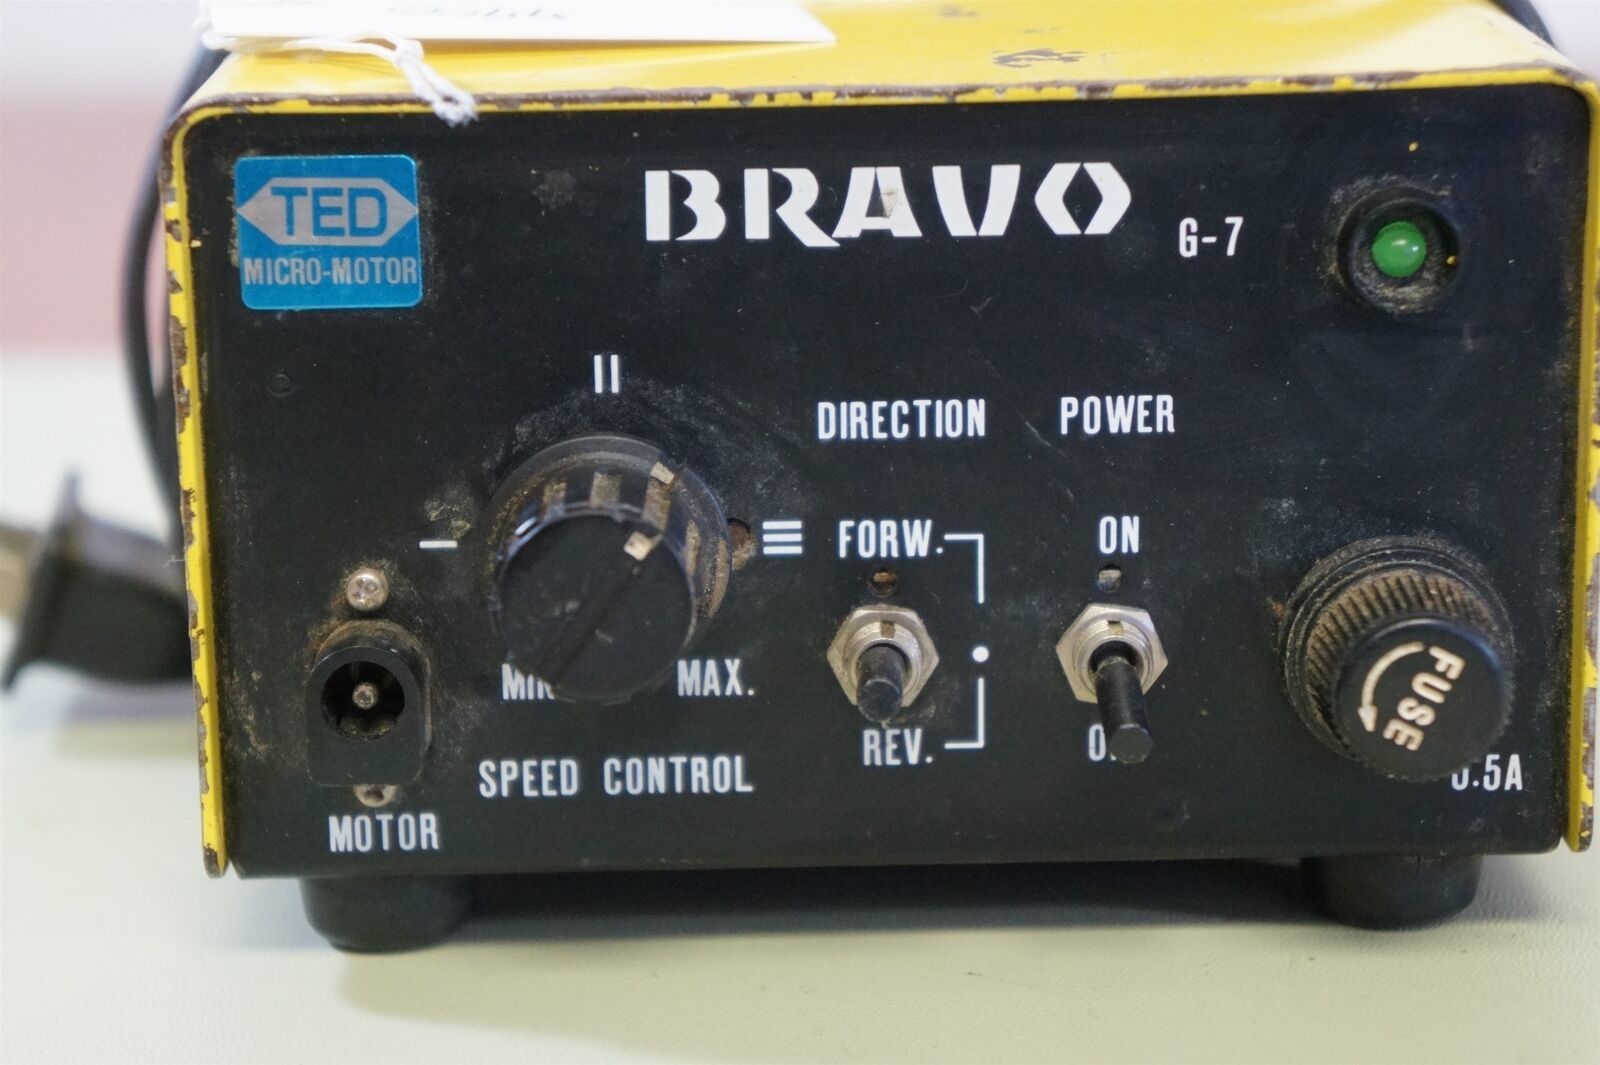 TED
MICRO-MOTOR
BRAVO
G-7
DIRECTION
POWER
FORW.
ON
MAX.
REV.
FUSE
SPEED CONTROL
MOTOR